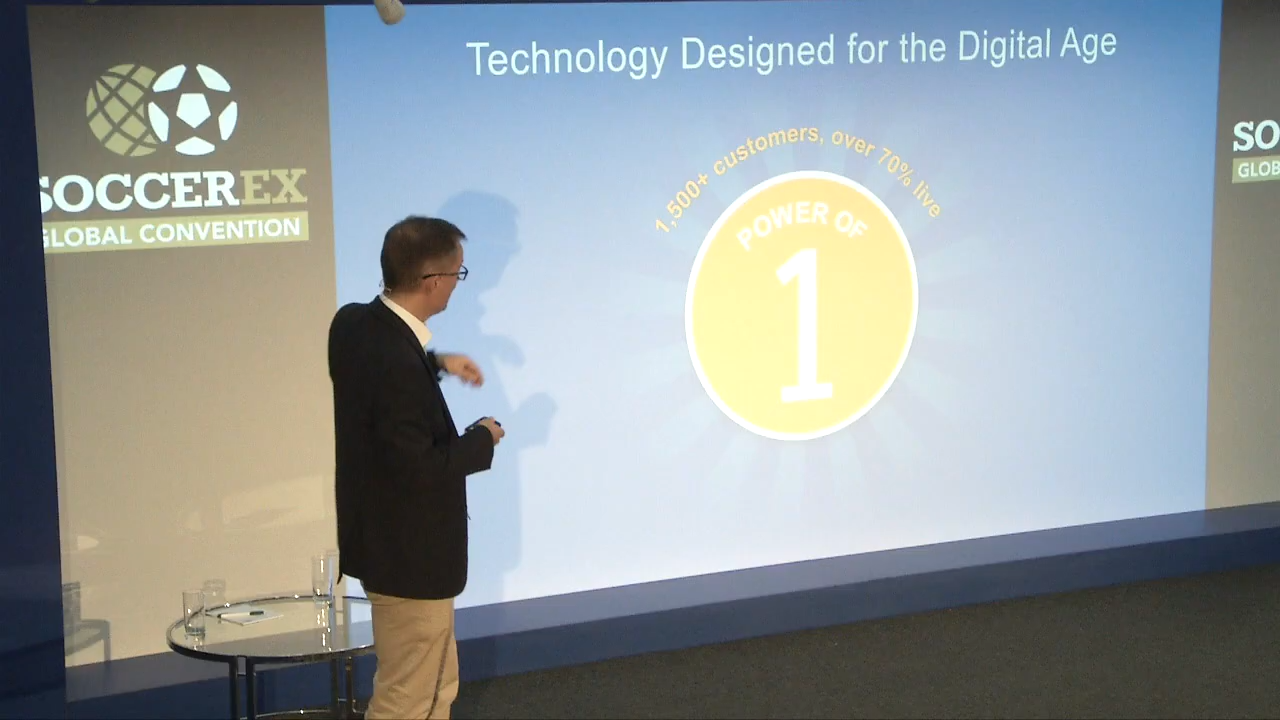 Technology Designed for the Digital Age
1,500+ customers, over 70% live
POWER OF
1
SOCCEREX
GLOBAL CONVENTION
SO
GLOB